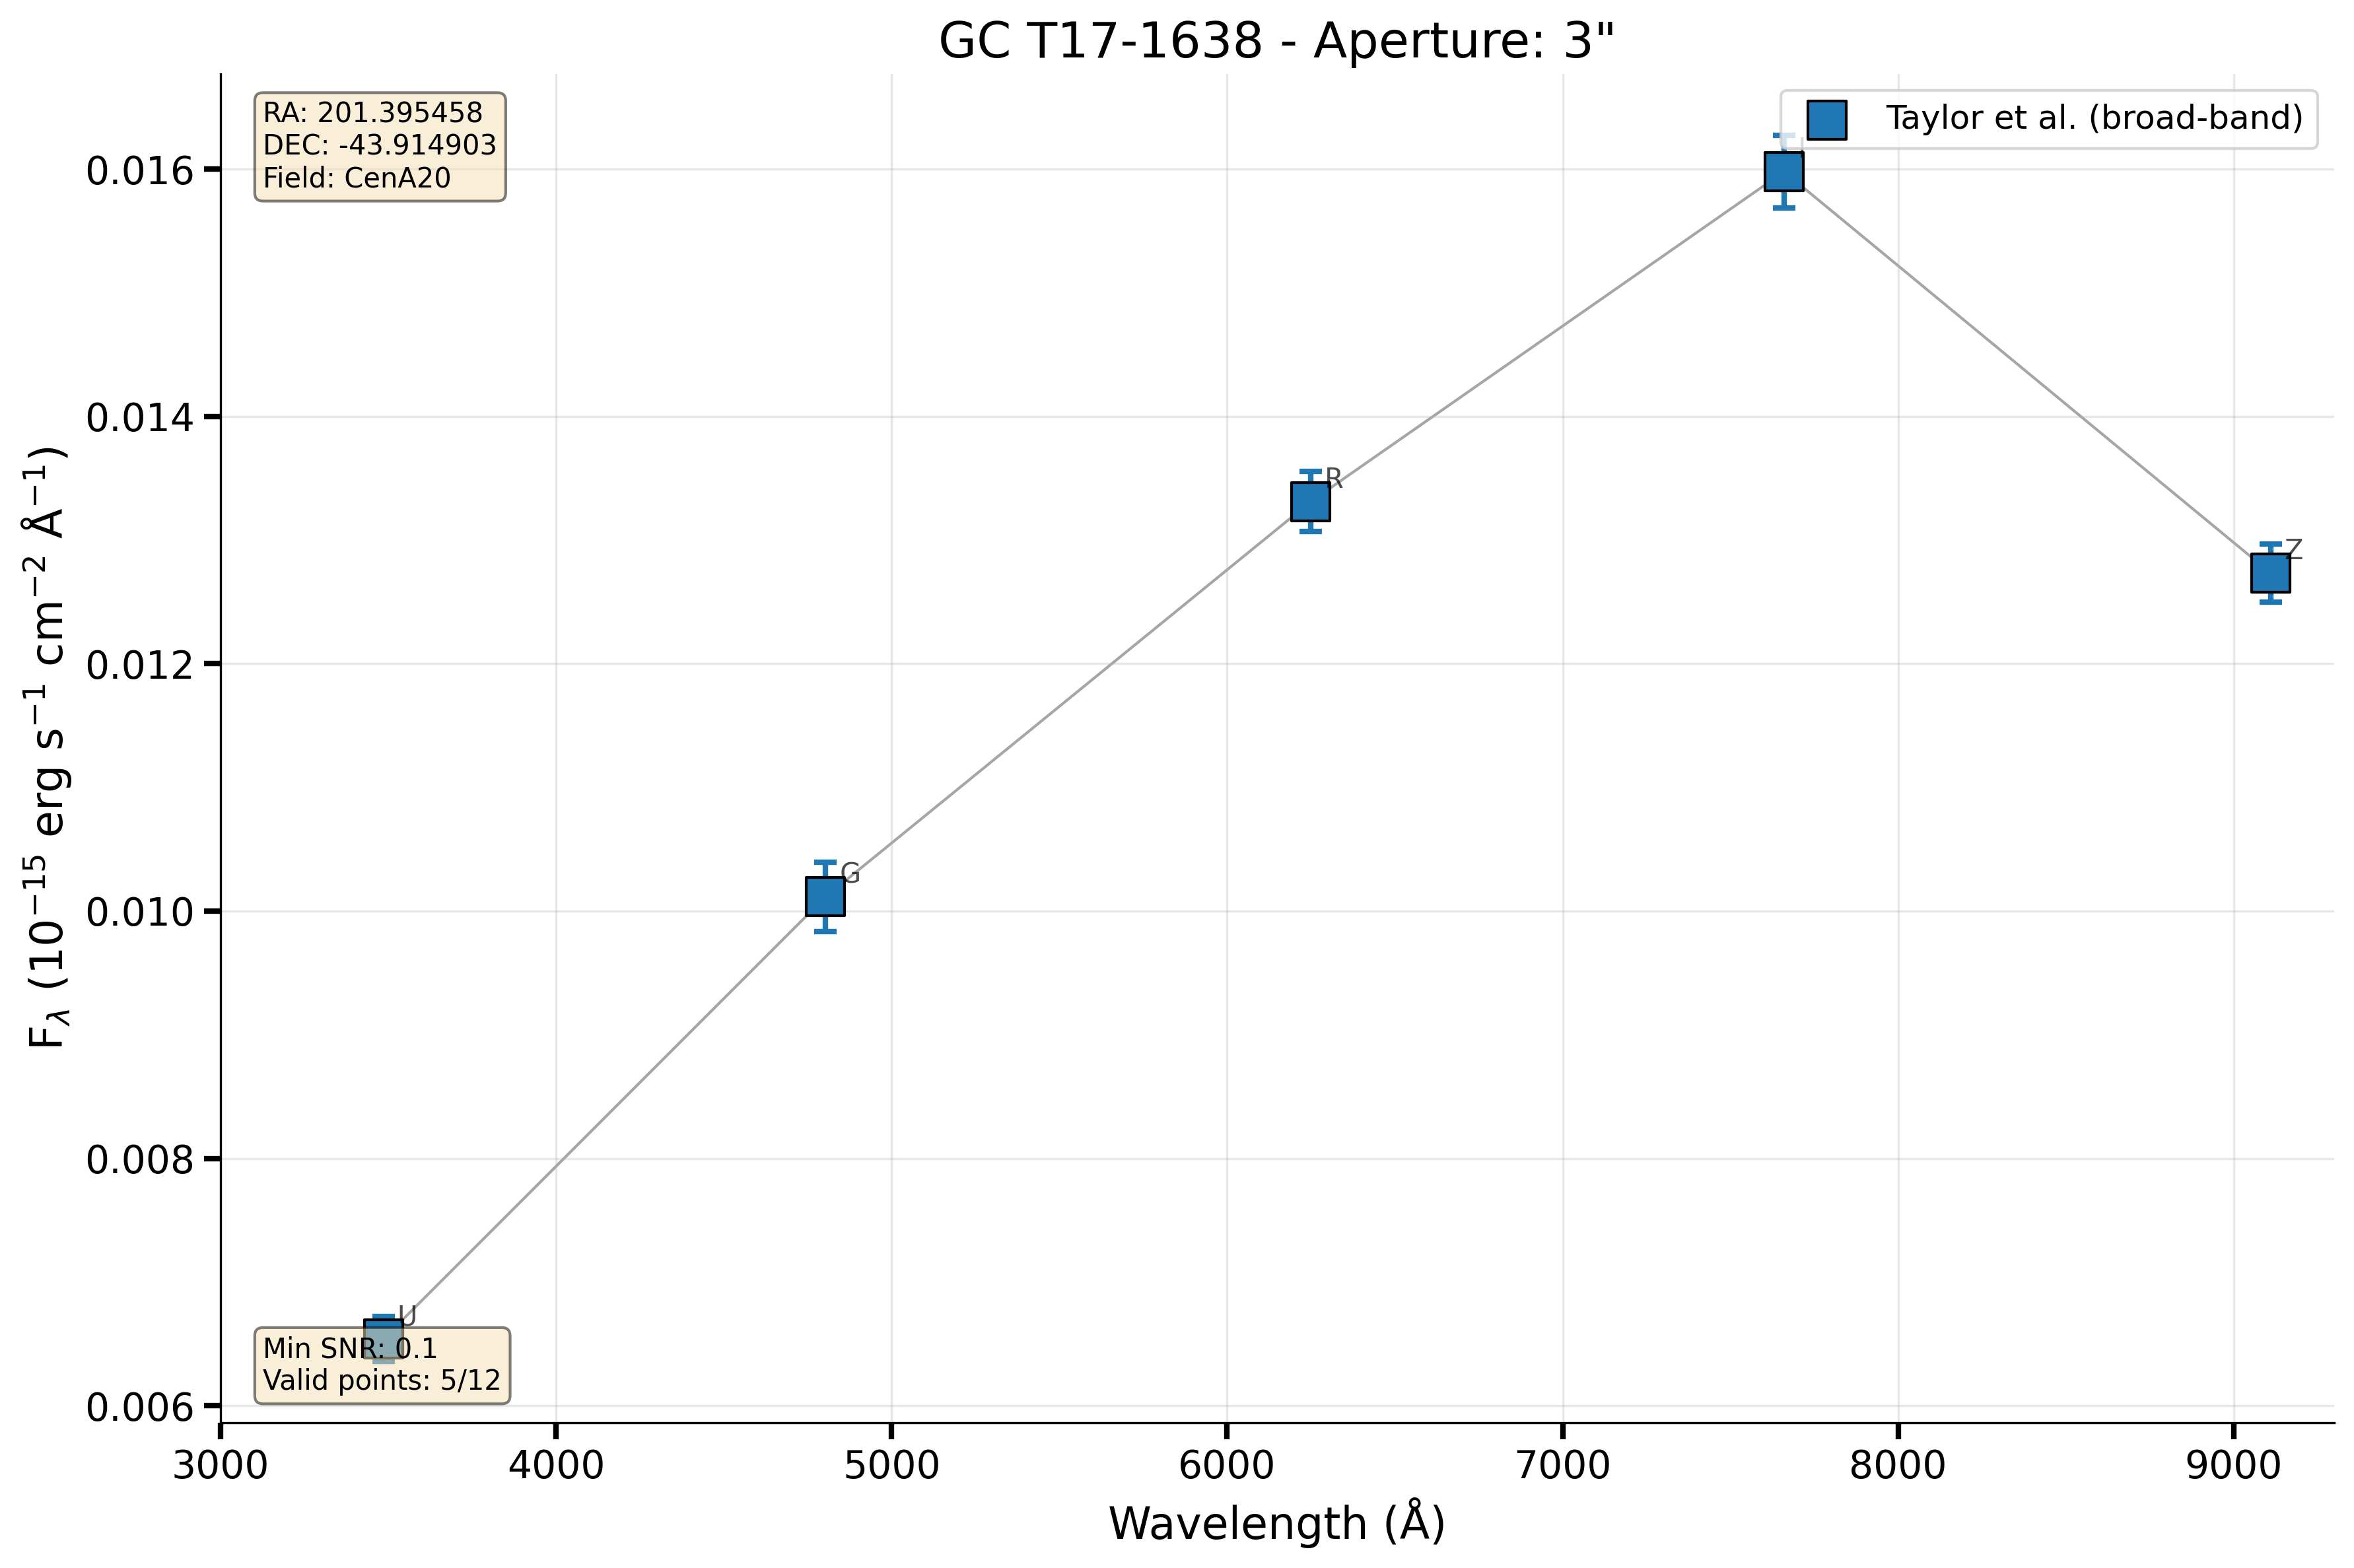 GC T17-1638 - Aperture: 3"
RA: 201.395458
DEC: -43.914903
Field: CenA20
Taylor et al. (broad-band)
I
R
Z
G
U
Min SNR: 0.1
Valid points: 5/12
0.016
0.014
0.012
0.010
0.008
0.006
F_λ (10⁻¹⁵ erg s⁻¹ cm⁻² Å⁻¹)
3000 4000 5000 6000 7000 8000 9000
Wavelength (Å)